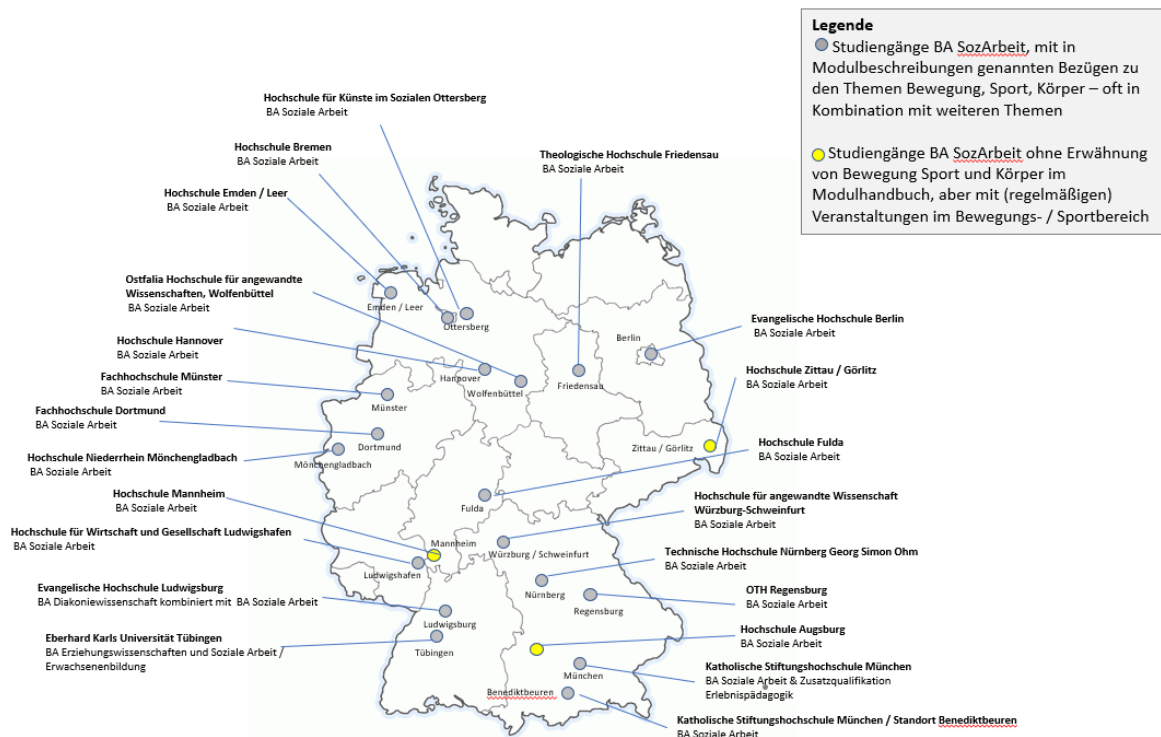 Legende
Studiengänge BA SozArbeit, mit in
Modulbeschreibungen genannten Bezügen zu
den Themen Bewegung, Sport, Körper – oft in
Kombination mit weiteren Themen
Studiengänge BA SozArbeit ohne Erwähnung
von Bewegung Sport und Körper im
Modulhandbuch, aber mit (regelmäßigen)
Veranstaltungen im Bewegungs- / Sportbereich
Hochschule für Künste im Sozialen Ottersberg
BA Soziale Arbeit
Hochschule Bremen
BA Soziale Arbeit
Hochschule Emden / Leer
BA Soziale Arbeit
Ostfalia Hochschule für angewandte
Wissenschaften, Wolfenbüttel
BA Soziale Arbeit
Hochschule Hannover
BA Soziale Arbeit
Fachhochschule Münster
BA Soziale Arbeit
Fachhochschule Dortmund
BA Soziale Arbeit
Hochschule Niederrhein Mönchengladbach
BA Soziale Arbeit
Hochschule Mannheim
BA Soziale Arbeit
Hochschule für Wirtschaft und Gesellschaft Ludwigshafen
BA Soziale Arbeit
Evangelische Hochschule Ludwigsburg
BA Diakoniewissenschaft kombiniert mit BA Soziale Arbeit
Eberhard Karls Universität Tübingen
BA Erziehungswissenschaften und Soziale Arbeit /
Erwachsenenbildung
Theologische Hochschule Friedensau
BA Soziale Arbeit
Evangelische Hochschule Berlin
BA Soziale Arbeit
Hochschule Zittau / Görlitz
BA Soziale Arbeit
Hochschule Fulda
BA Soziale Arbeit
Hochschule für angewandte Wissenschaft
Würzburg-Schweinfurt
BA Soziale Arbeit
Technische Hochschule Nürnberg Georg Simon Ohm
BA Soziale Arbeit
OTH Regensburg
BA Soziale Arbeit
Hochschule Augsburg
BA Soziale Arbeit
Katholische Stiftungshochschule München
BA Soziale Arbeit & Zusatzqualifikation
Erlebnispädagogik
Katholische Stiftungshochschule München / Standort Benediktbeuren
BA Soziale Arbeit
Emden / Leer
Ottersberg
Berlin
Hannover
Wolfenbüttel
Friedensau
Münster
Dortmund
Mönchengladbach
Zittau / Görlitz
Fulda
Mannheim
Würzburg / Schweinfurt
Ludwigshafen
Nürnberg
Regensburg
Ludwigsburg
Tübingen
München
Benediktbeuren